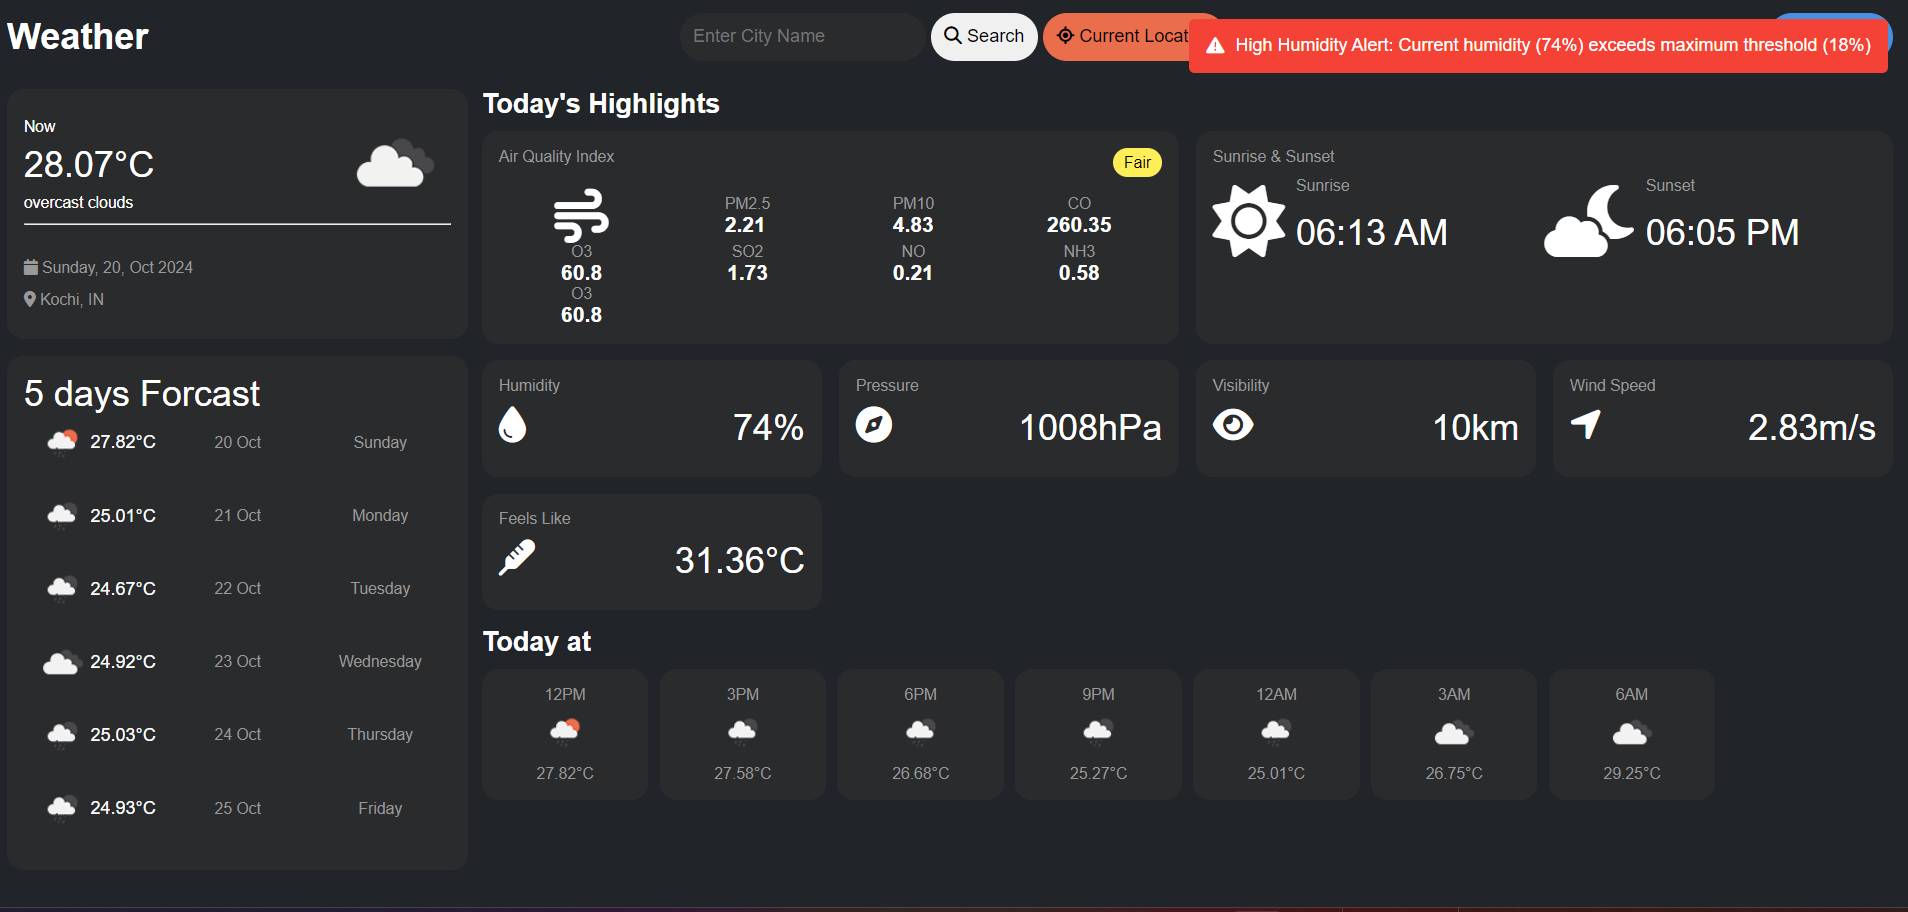 Weather
Enter City Name
Search
Current Locat
High Humidity Alert: Current humidity (74%) exceeds maximum threshold (18%)
Now
28.07°C
overcast clouds
Sunday, 20, Oct 2024
Kochi, IN
5 days Forcast
27.82°C 20 Oct Sunday
25.01°C 21 Oct Monday
24.67°C 22 Oct Tuesday
24.92°C 23 Oct Wednesday
25.03°C 24 Oct Thursday
24.93°C 25 Oct Friday
Today's Highlights
Air Quality Index
Fair
PM2.5 PM10 CO
2.21 4.83 260.35
O3 SO2 NO NH3
60.8 1.73 0.21 0.58
O3
60.8
Sunrise & Sunset
Sunrise
06:13 AM
Sunset
06:05 PM
Humidity
74%
Pressure
1008hPa
Visibility
10km
Wind Speed
2.83m/s
Feels Like
31.36°C
Today at
12PM 3PM 6PM 9PM 12AM 3AM 6AM
27.82°C 27.58°C 26.68°C 25.27°C 25.01°C 26.75°C 29.25°C